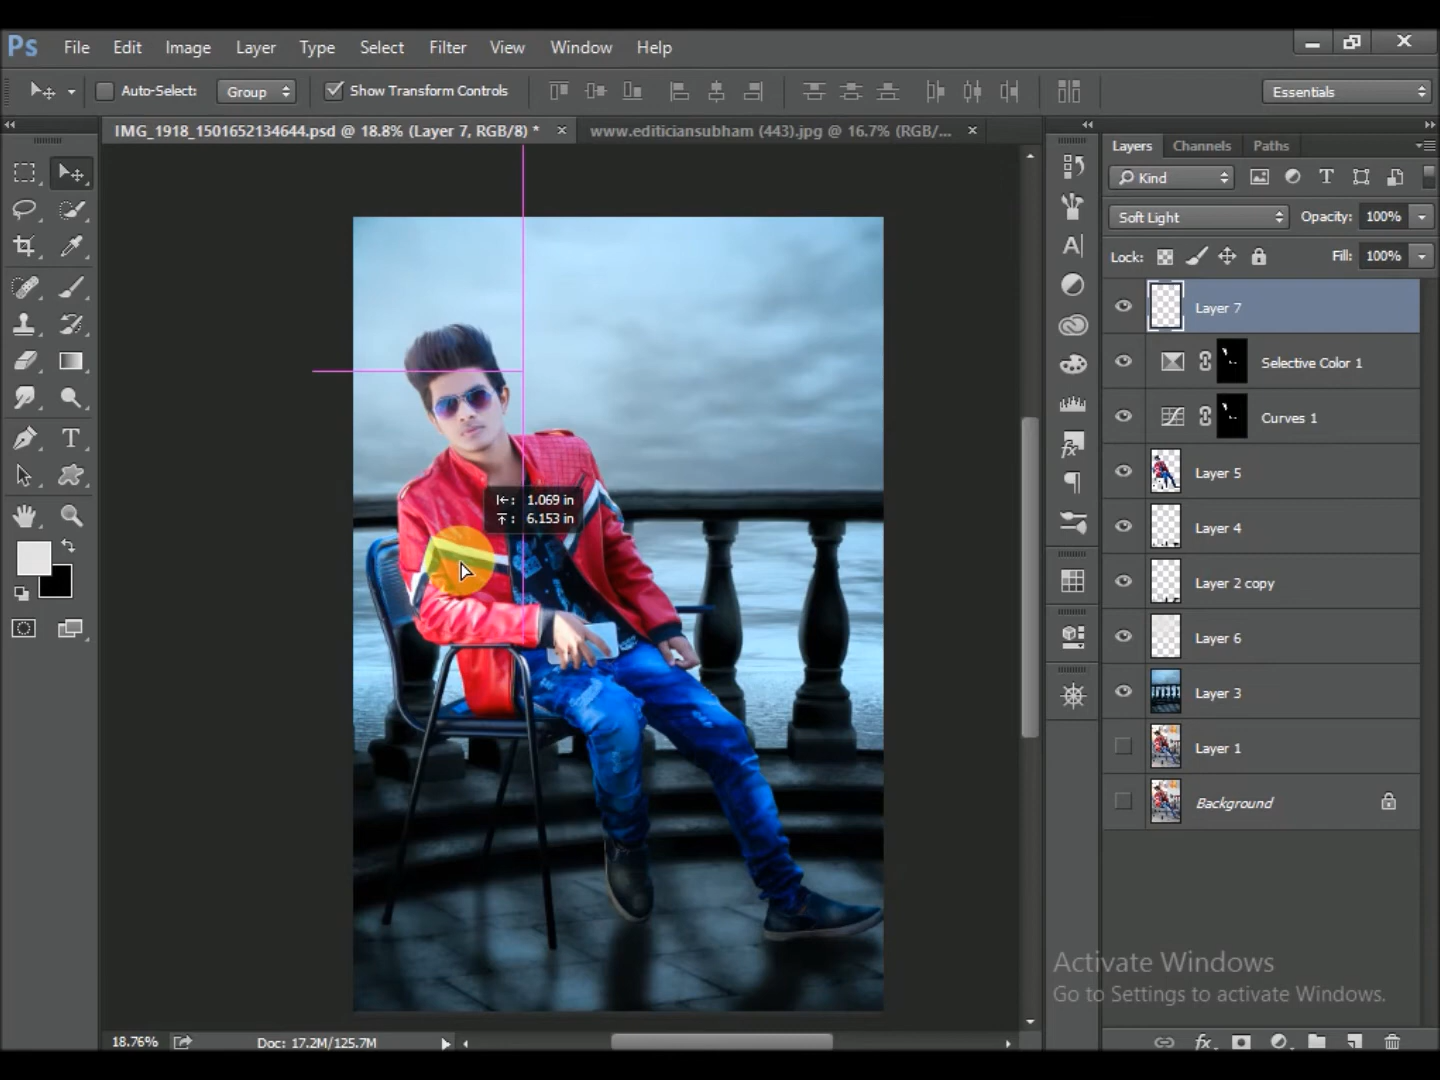 Ps File Edit Image Layer Type Select Filter View Window Help
Auto-Select: Group Show Transform Controls Essentials
IMG_1918_1501652134644.psd @ 18.8% (Layer 7, RGB/8) * www.editiciansubham (443).jpg @ 16.7% (RGB/...
Layers Channels Paths
Kind
Soft Light Opacity: 100%
Lock: Fill: 100%
Layer 7
Selective Color 1
Curves 1
Layer 5
1.069 in
6.153 in
Layer 4
Layer 2 copy
Layer 6
Layer 3
Layer 1
Background
Activate Windows
Go to Settings to activate Windows.
18.76% Doc: 17.2M/125.7M